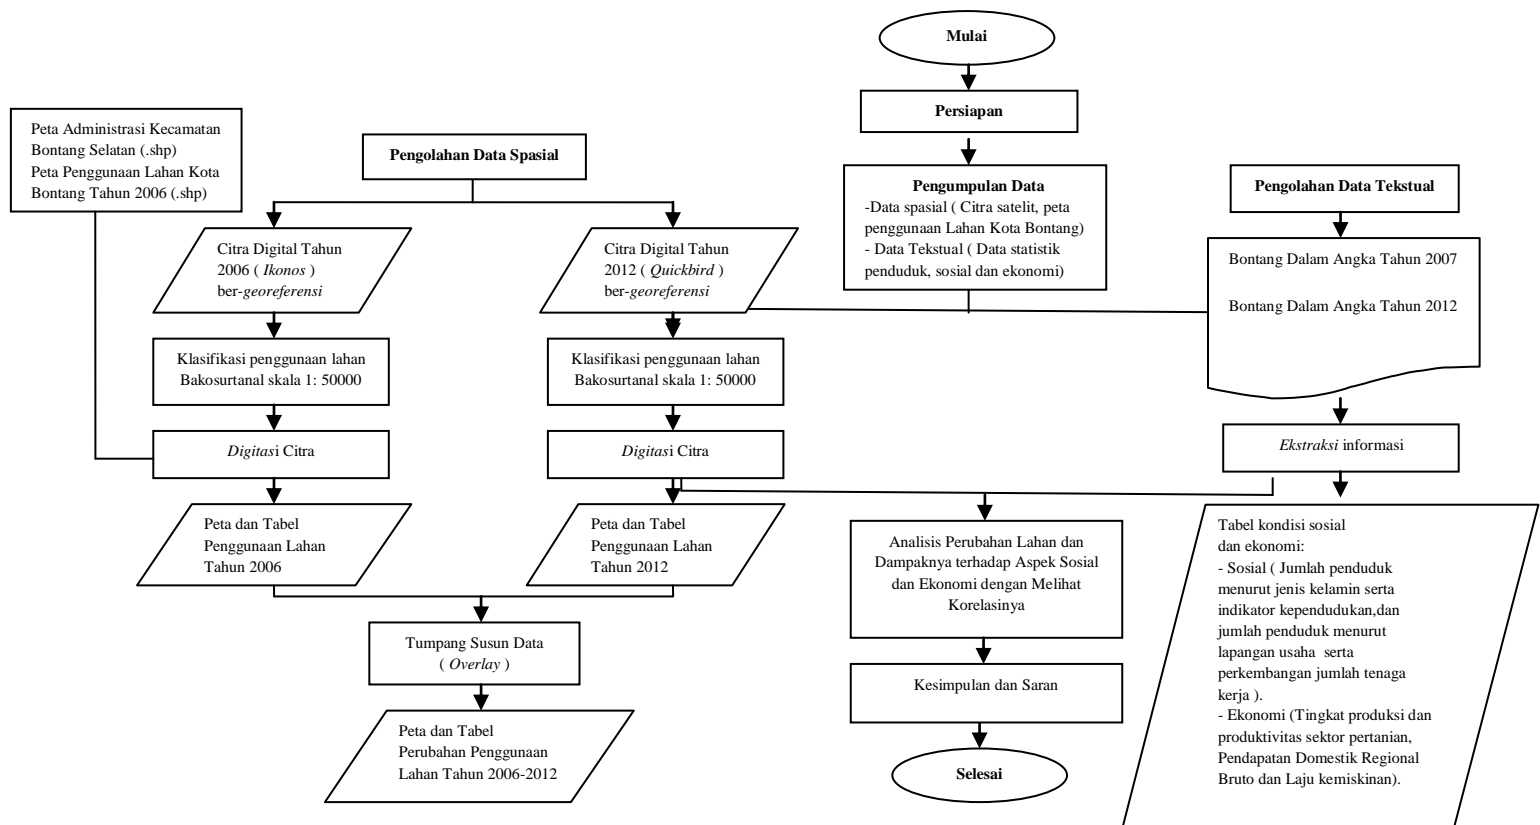 Mulai
Persiapan
Pengumpulan Data
-Data spasial ( Citra satelit, peta
penggunaan Lahan Kota Bontang)
- Data Tekstual ( Data statistik
penduduk, sosial dan ekonomi)
Peta Administrasi Kecamatan
Bontang Selatan (.shp)
Peta Penggunaan Lahan Kota
Bontang Tahun 2006 (.shp)
Pengolahan Data Spasial
Citra Digital Tahun
2006 ( Ikonos )
ber-georeferensi
Klasifikasi penggunaan lahan
Bakosurtanal skala 1: 50000
Digitasi Citra
Peta dan Tabel
Penggunaan Lahan
Tahun 2006
Citra Digital Tahun
2012 ( Quickbird )
ber-georeferensi
Klasifikasi penggunaan lahan
Bakosurtanal skala 1: 50000
Digitasi Citra
Peta dan Tabel
Penggunaan Lahan
Tahun 2012
Tumpang Susun Data
( Overlay )
Peta dan Tabel
Perubahan Penggunaan
Lahan Tahun 2006-2012
Pengolahan Data Tekstual
Bontang Dalam Angka Tahun 2007
Bontang Dalam Angka Tahun 2012
Ekstraksi informasi
Tabel kondisi sosial
dan ekonomi:
- Sosial ( Jumlah penduduk
menurut jenis kelamin serta
indikator kependudukan,dan
jumlah penduduk menurut
lapangan usaha serta
perkembangan jumlah tenaga
kerja ).
- Ekonomi (Tingkat produksi dan
produktivitas sektor pertanian,
Pendapatan Domestik Regional
Bruto dan Laju kemiskinan).
Analisis Perubahan Lahan dan
Dampaknya terhadap Aspek Sosial
dan Ekonomi dengan Melihat
Korelasinya
Kesimpulan dan Saran
Selesai